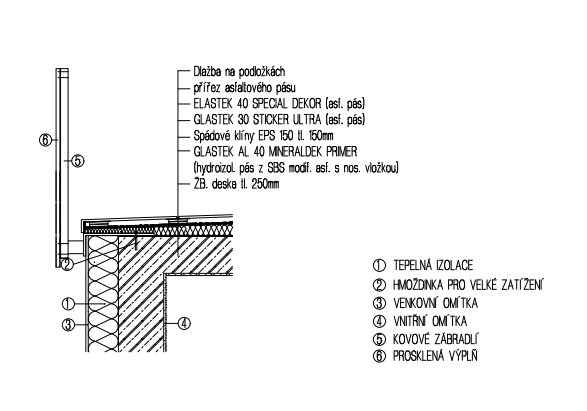 Dlažba na podložkách
přířez asfaltového pásu
ELASTEK 40 SPECIAL DEKOR (asf. pás)
GLASTEK 30 STICKER ULTRA (asf. pás)
Spádové klíny EPS 150 tl. 150mm
GLASTEK AL 40 MINERALDEK PRIMER
(hydroizol. pás z SBS modif. asf. s nos. vložkou)
ŽB. deska tl. 250mm
6
5
2
1
3
4
1 TEPELNÁ IZOLACE
2 HMOŽDINKA PRO VELKÉ ZATÍŽENÍ
3 VENKOVNÍ OMÍTKA
4 VNITŘNÍ OMÍTKA
5 KOVOVÉ ZÁBRADLÍ
6 PROSKLENÁ VÝPLŇ